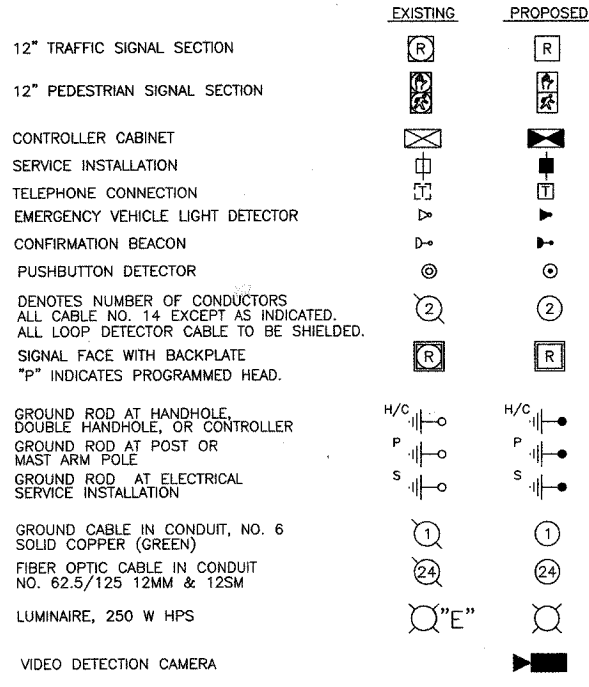 EXISTING PROPOSED
12" TRAFFIC SIGNAL SECTION R R
12" PEDESTRIAN SIGNAL SECTION
CONTROLLER CABINET
SERVICE INSTALLATION
TELEPHONE CONNECTION T T
EMERGENCY VEHICLE LIGHT DETECTOR
CONFIRMATION BEACON
PUSHBUTTON DETECTOR
DENOTES NUMBER OF CONDUCTORS
ALL CABLE NO. 14 EXCEPT AS INDICATED. 2 2
ALL LOOP DETECTOR CABLE TO BE SHIELDED.
SIGNAL FACE WITH BACKPLATE R R
"P" INDICATES PROGRAMMED HEAD.
GROUND ROD AT HANDHOLE, H/C H/C
DOUBLE HANDHOLE, OR CONTROLLER
GROUND ROD AT POST OR P P
MAST ARM POLE
GROUND ROD AT ELECTRICAL S S
SERVICE INSTALLATION
GROUND CABLE IN CONDUIT, NO. 6 1 1
SOLID COPPER (GREEN)
FIBER OPTIC CABLE IN CONDUIT 24 24
NO. 62.5/125 12MM & 12SM
LUMINAIRE, 250 W HPS "E"
VIDEO DETECTION CAMERA